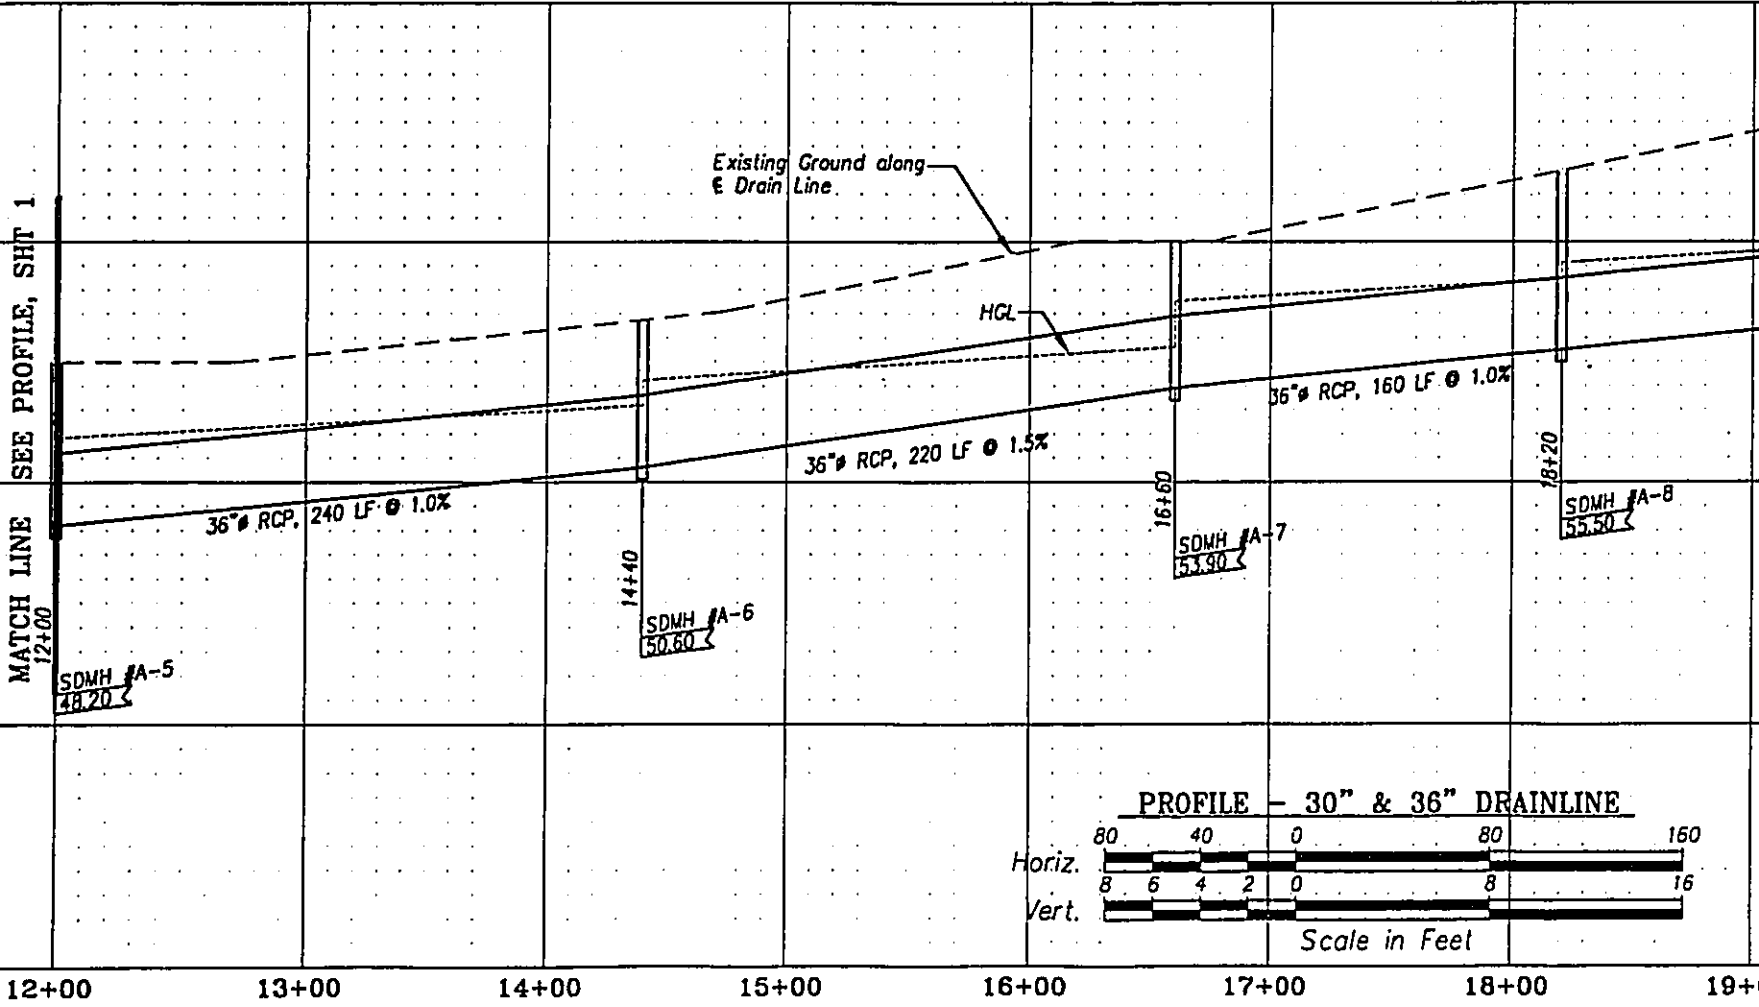 MATCH LINE SEE PROFILE, SHT 1
Existing Ground along
℄ Drain Line
HGL
36"ø RCP, 240 LF @ 1.0%
36"ø RCP, 220 LF @ 1.5%
36"ø RCP, 160 LF @ 1.0%
12+00
SDMH #A-5
48.20
14+40
SDMH #A-6
50.60
16+60
SDMH #A-7
53.90
18+20
SDMH #A-8
55.50
PROFILE - 30" & 36" DRAINLINE
80 40 0 80 160
Horiz.
8 6 4 2 0 8 16
Vert.
Scale in Feet
12+00 13+00 14+00 15+00 16+00 17+00 18+00